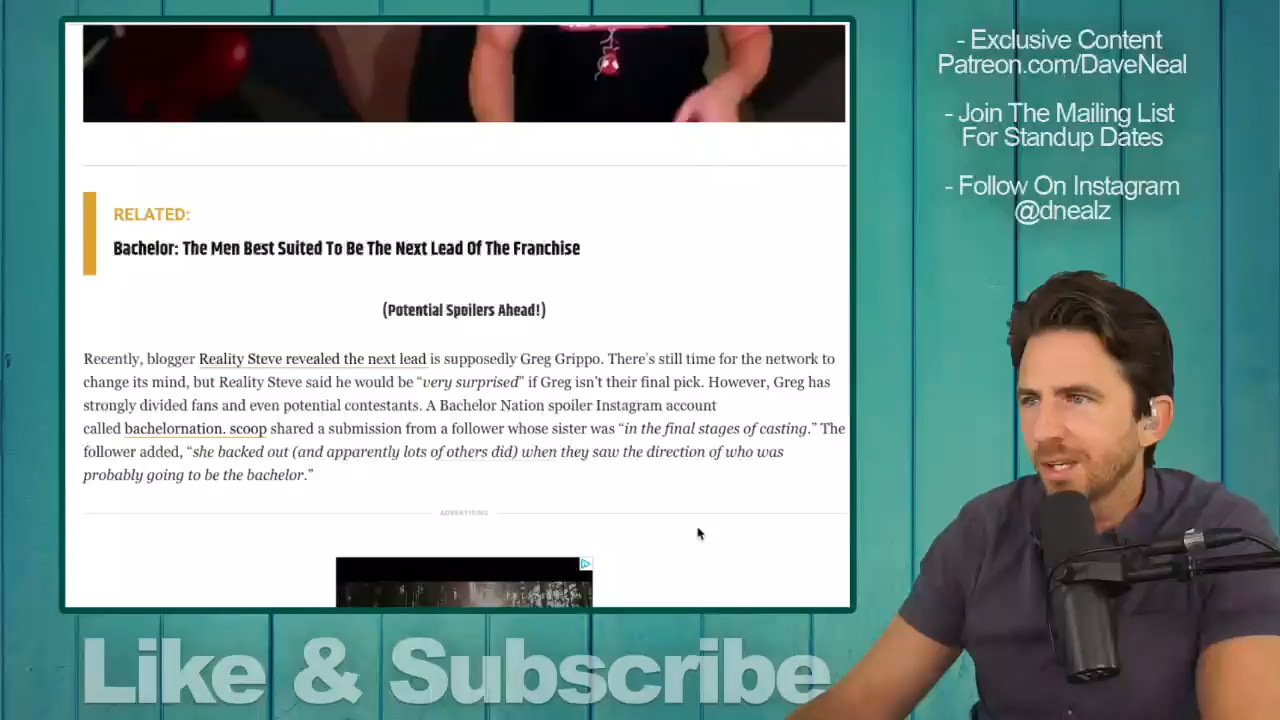 - Exclusive Content
Patreon.com/DaveNeal
- Join The Mailing List
For Standup Dates
- Follow On Instagram
@dnealz
RELATED:
Bachelor: The Men Best Suited To Be The Next Lead Of The Franchise
(Potential Spoilers Ahead!)
Recently, blogger Reality Steve revealed the next lead is supposedly Greg Grippo. There's still time for the network to
change its mind, but Reality Steve said he would be “very surprised” if Greg isn’t their final pick. However, Greg has
strongly divided fans and even potential contestants. A Bachelor Nation spoiler Instagram account
called bachelornation. scoop shared a submission from a follower whose sister was “in the final stages of casting.” The
follower added, “she backed out (and apparently lots of others did) when they saw the direction of who was
probably going to be the bachelor.”
ADVERTISING
Like & Subscribe